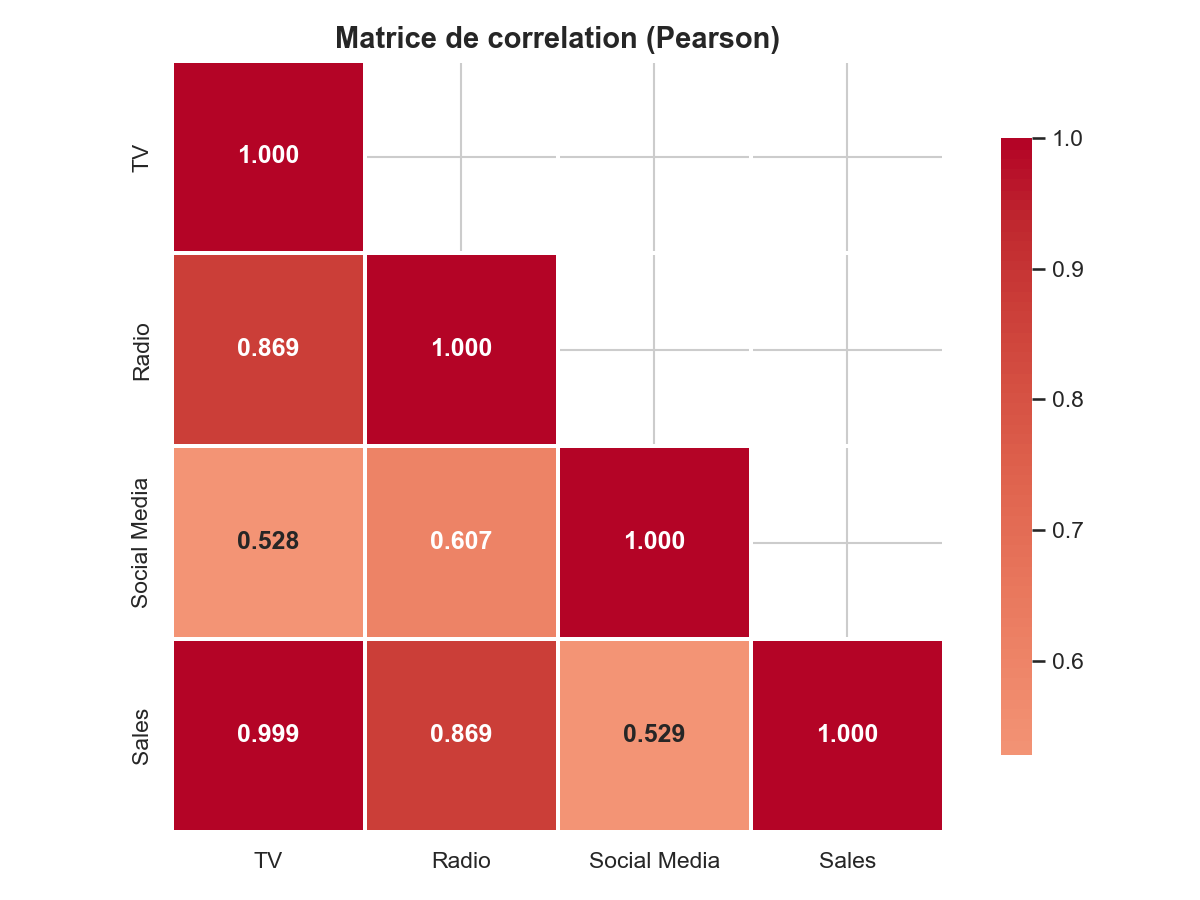 Matrice de correlation (Pearson)
TV
1.000
Radio
0.869 1.000
Social Media
0.528 0.607 1.000
Sales
0.999 0.869 0.529 1.000
TV Radio Social Media Sales
1.0
0.9
0.8
0.7
0.6